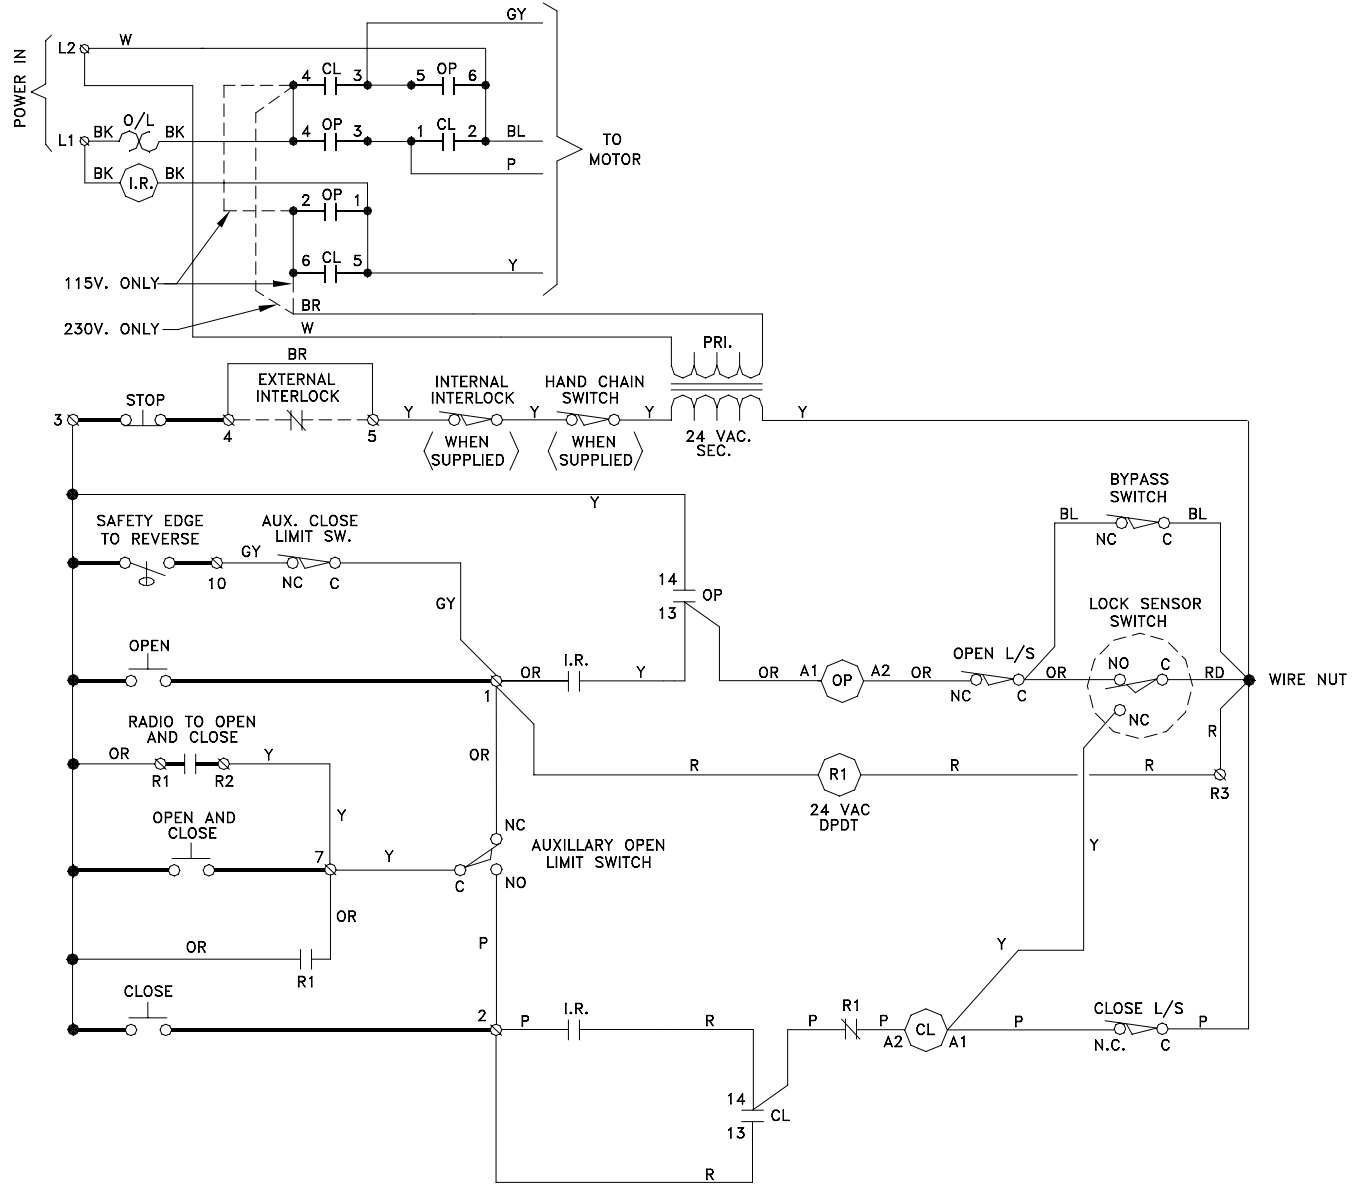 GY
POWER IN
L2
W
4 CL 3
5 OP 6
L1
BK
O/L
BK
4 OP 3
1 CL 2
BL
TO
MOTOR
P
BK
I.R.
BK
2 OP 1
6 CL 5
Y
115V. ONLY
BR
230V. ONLY
W
PRI.
BR
EXTERNAL
INTERLOCK
INTERNAL
INTERLOCK
HAND CHAIN
SWITCH
3
STOP
4
5
Y
Y
Y
Y
(WHEN
SUPPLIED)
(WHEN
SUPPLIED)
24 VAC.
SEC.
Y
BYPASS
SWITCH
BL
BL
NC
C
SAFETY EDGE
TO REVERSE
AUX. CLOSE
LIMIT SW.
GY
10
NC
C
GY
14
OP
13
LOCK SENSOR
SWITCH
OPEN
OR
I.R.
Y
1
OR
A1
OP
A2
OR
OPEN L/S
NC
C
OR
NO
C
RD
WIRE NUT
NC
R
RADIO TO OPEN
AND CLOSE
OR
R1
R2
Y
OR
R
R1
R
R
R3
24 VAC
DPDT
Y
OPEN AND
CLOSE
7
Y
NC
C
NO
AUXILLARY OPEN
LIMIT SWITCH
Y
OR
OR
R1
P
Y
CLOSE
2
P
I.R.
R
P
R1
P
A2
CL
A1
P
CLOSE L/S
N.C.
C
P
14
CL
13
R